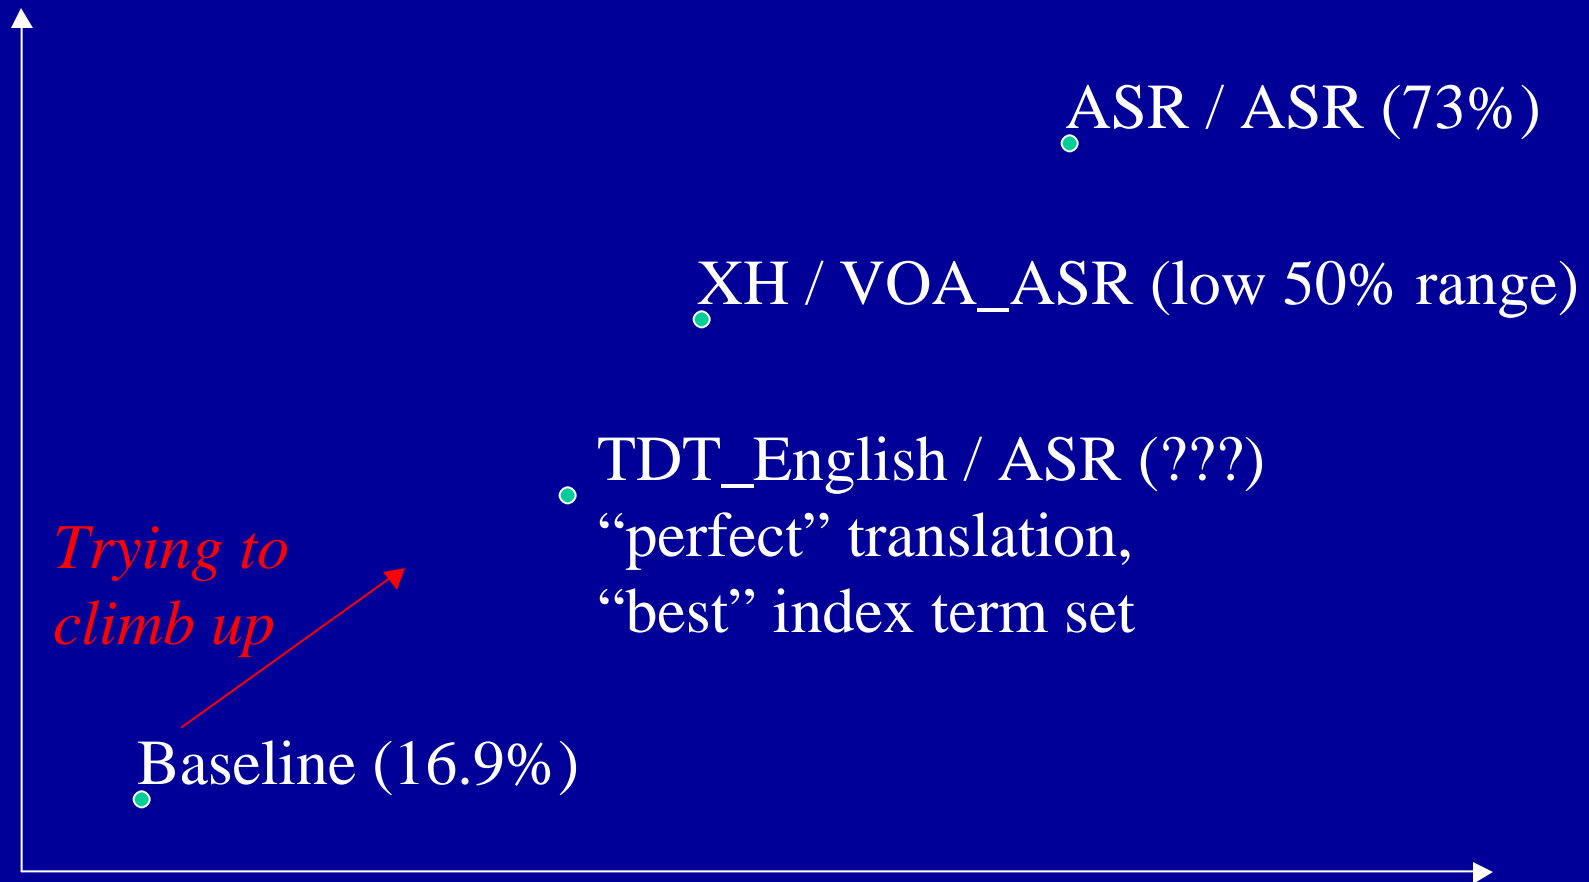 ASR / ASR (73%)
XH / VOA_ASR (low 50% range)
TDT_English / ASR (???)
“perfect” translation,
“best” index term set
Trying to
climb up
Baseline (16.9%)